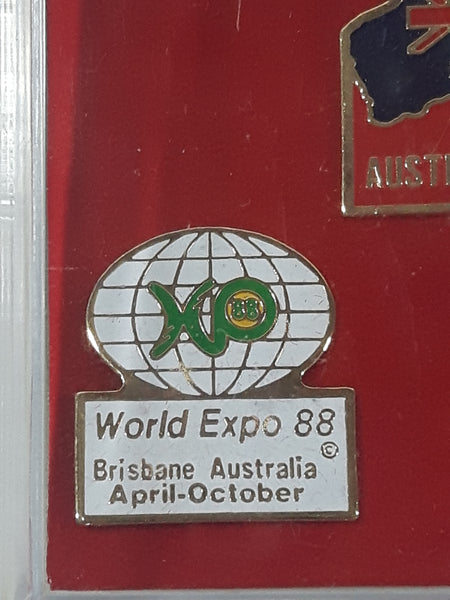 AUST
XPO
88
World Expo 88
©
Brisbane Australia
April-October